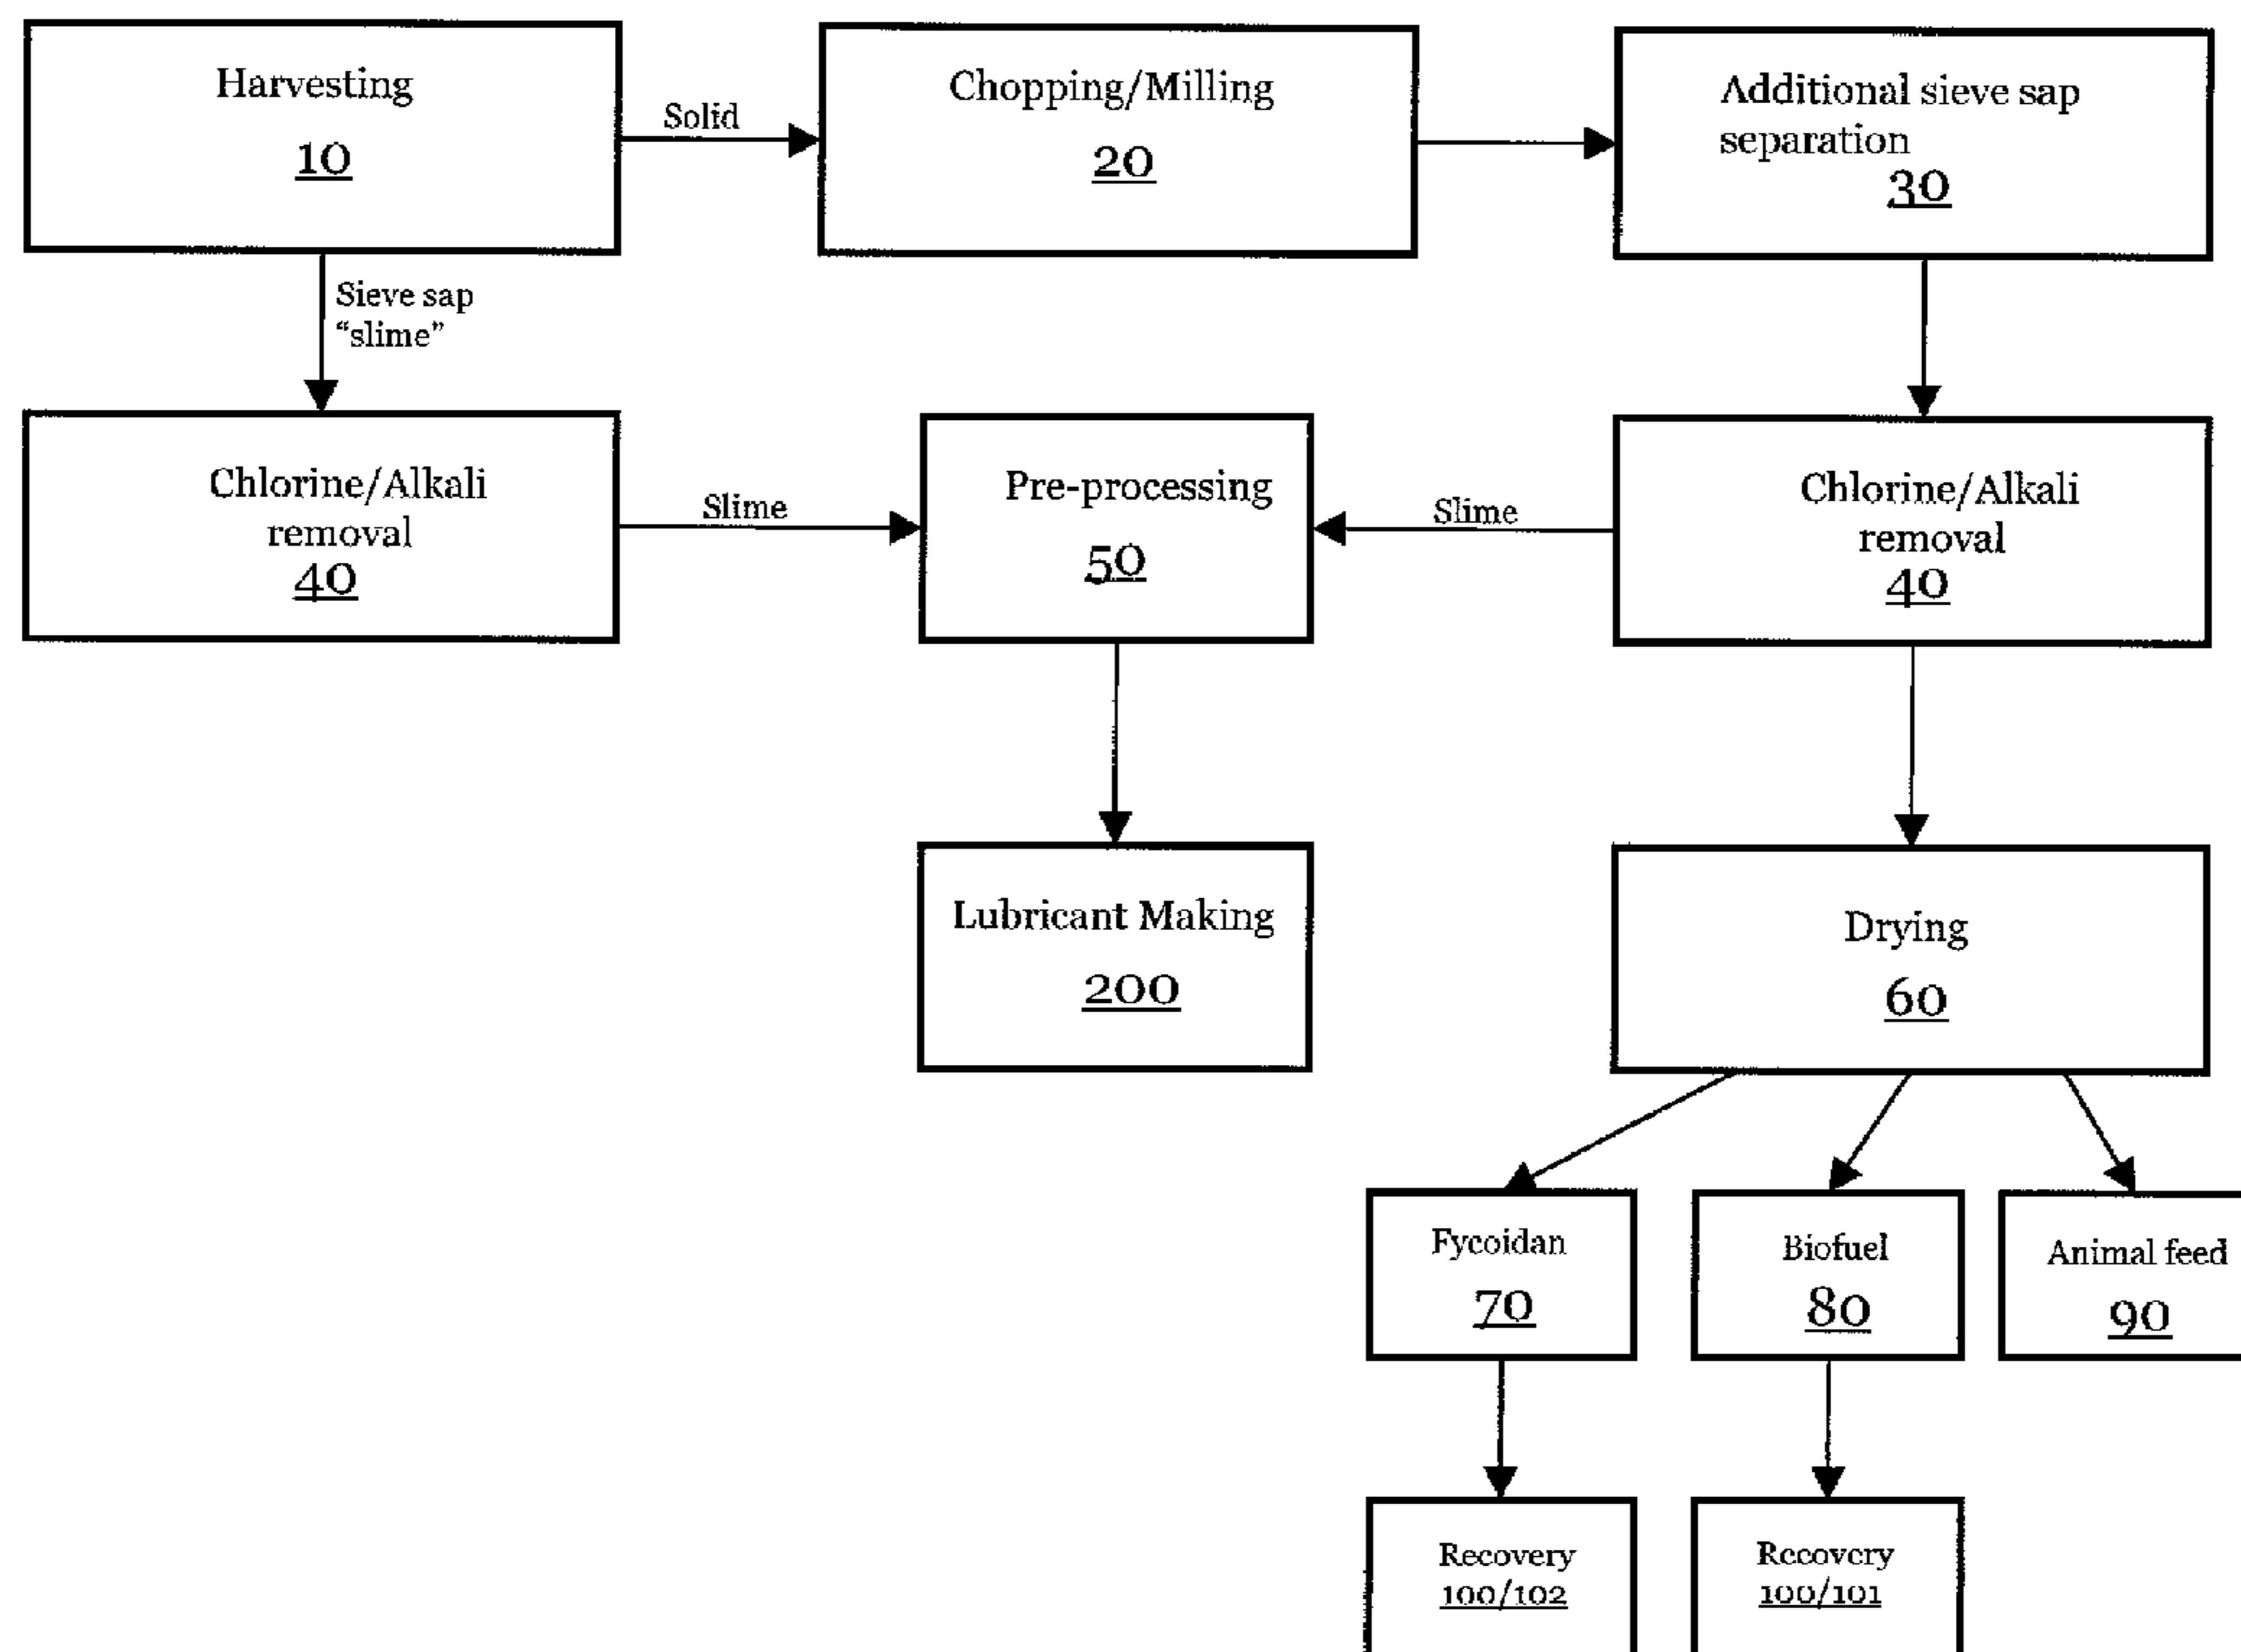 Harvesting
10
Solid
Chopping/Milling
20
Additional sieve sap
separation
30
Sieve sap
“slime”
Chlorine/Alkali
removal
40
Slime
Pre-processing
50
Slime
Chlorine/Alkali
removal
40
Lubricant Making
200
Drying
60
Fycoidan
70
Biofuel
80
Animal feed
90
Recovery
100/102
Recovery
100/101